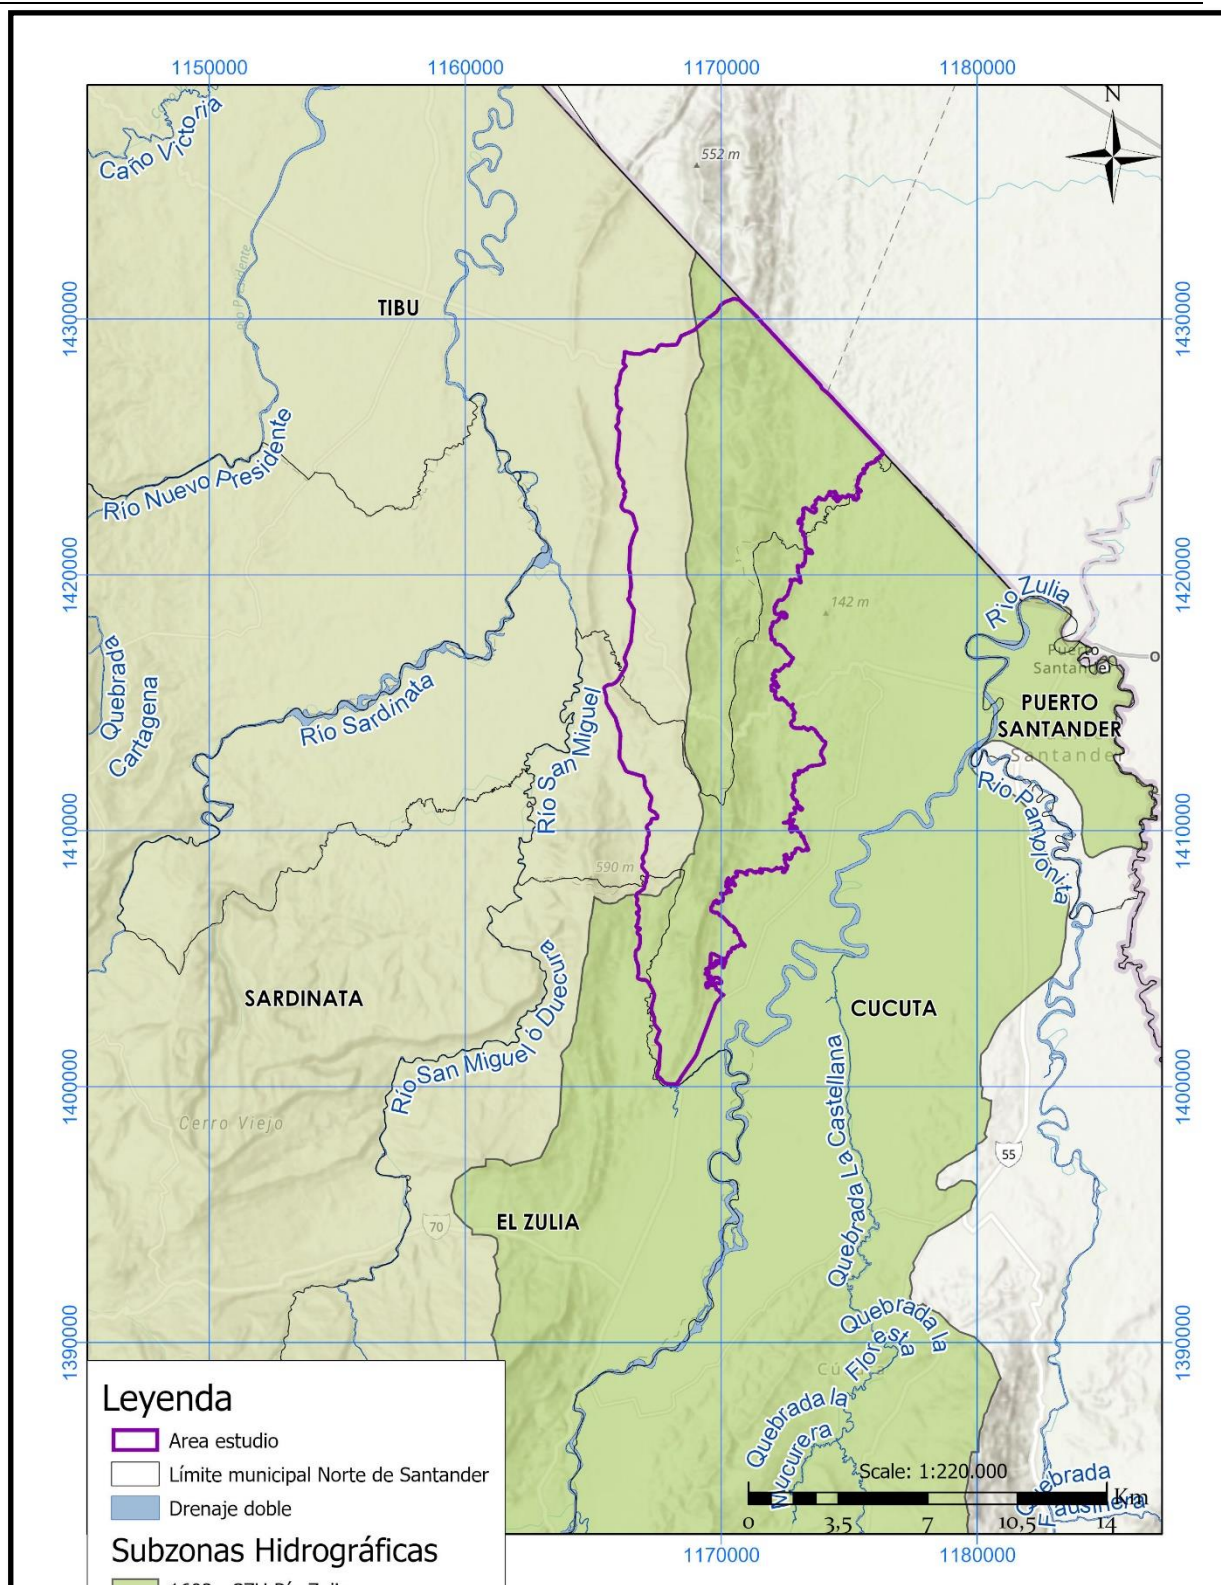 1150000 1160000 1170000 1180000
N
Caño Victoria
552 m
TIBU
1430000
1430000
Río Nuevo Presidente
1420000
1420000
142 m
Río Zulia
Puerto
Santander
PUERTO
SANTANDER
Santander
Quebrada
Cartagena
Río Sardinata
Río San Miguel
Río Pamplonita
1410000
1410000
590 m
SARDINATA
Río San Miguel ó Duecura
CUCUTA
1400000
1400000
Cerro Viejo
Quebrada La Castellana
55
70
EL ZULIA
1390000
1390000
Quebrada la
Floresta
Quebrada la
Mucurera
Quebrada
Scale: 1:220.000
Km
0 3,5 7 10,5 14
Leyenda
Area estudio
Límite municipal Norte de Santander
Drenaje doble
Subzonas Hidrográficas
1170000 1180000